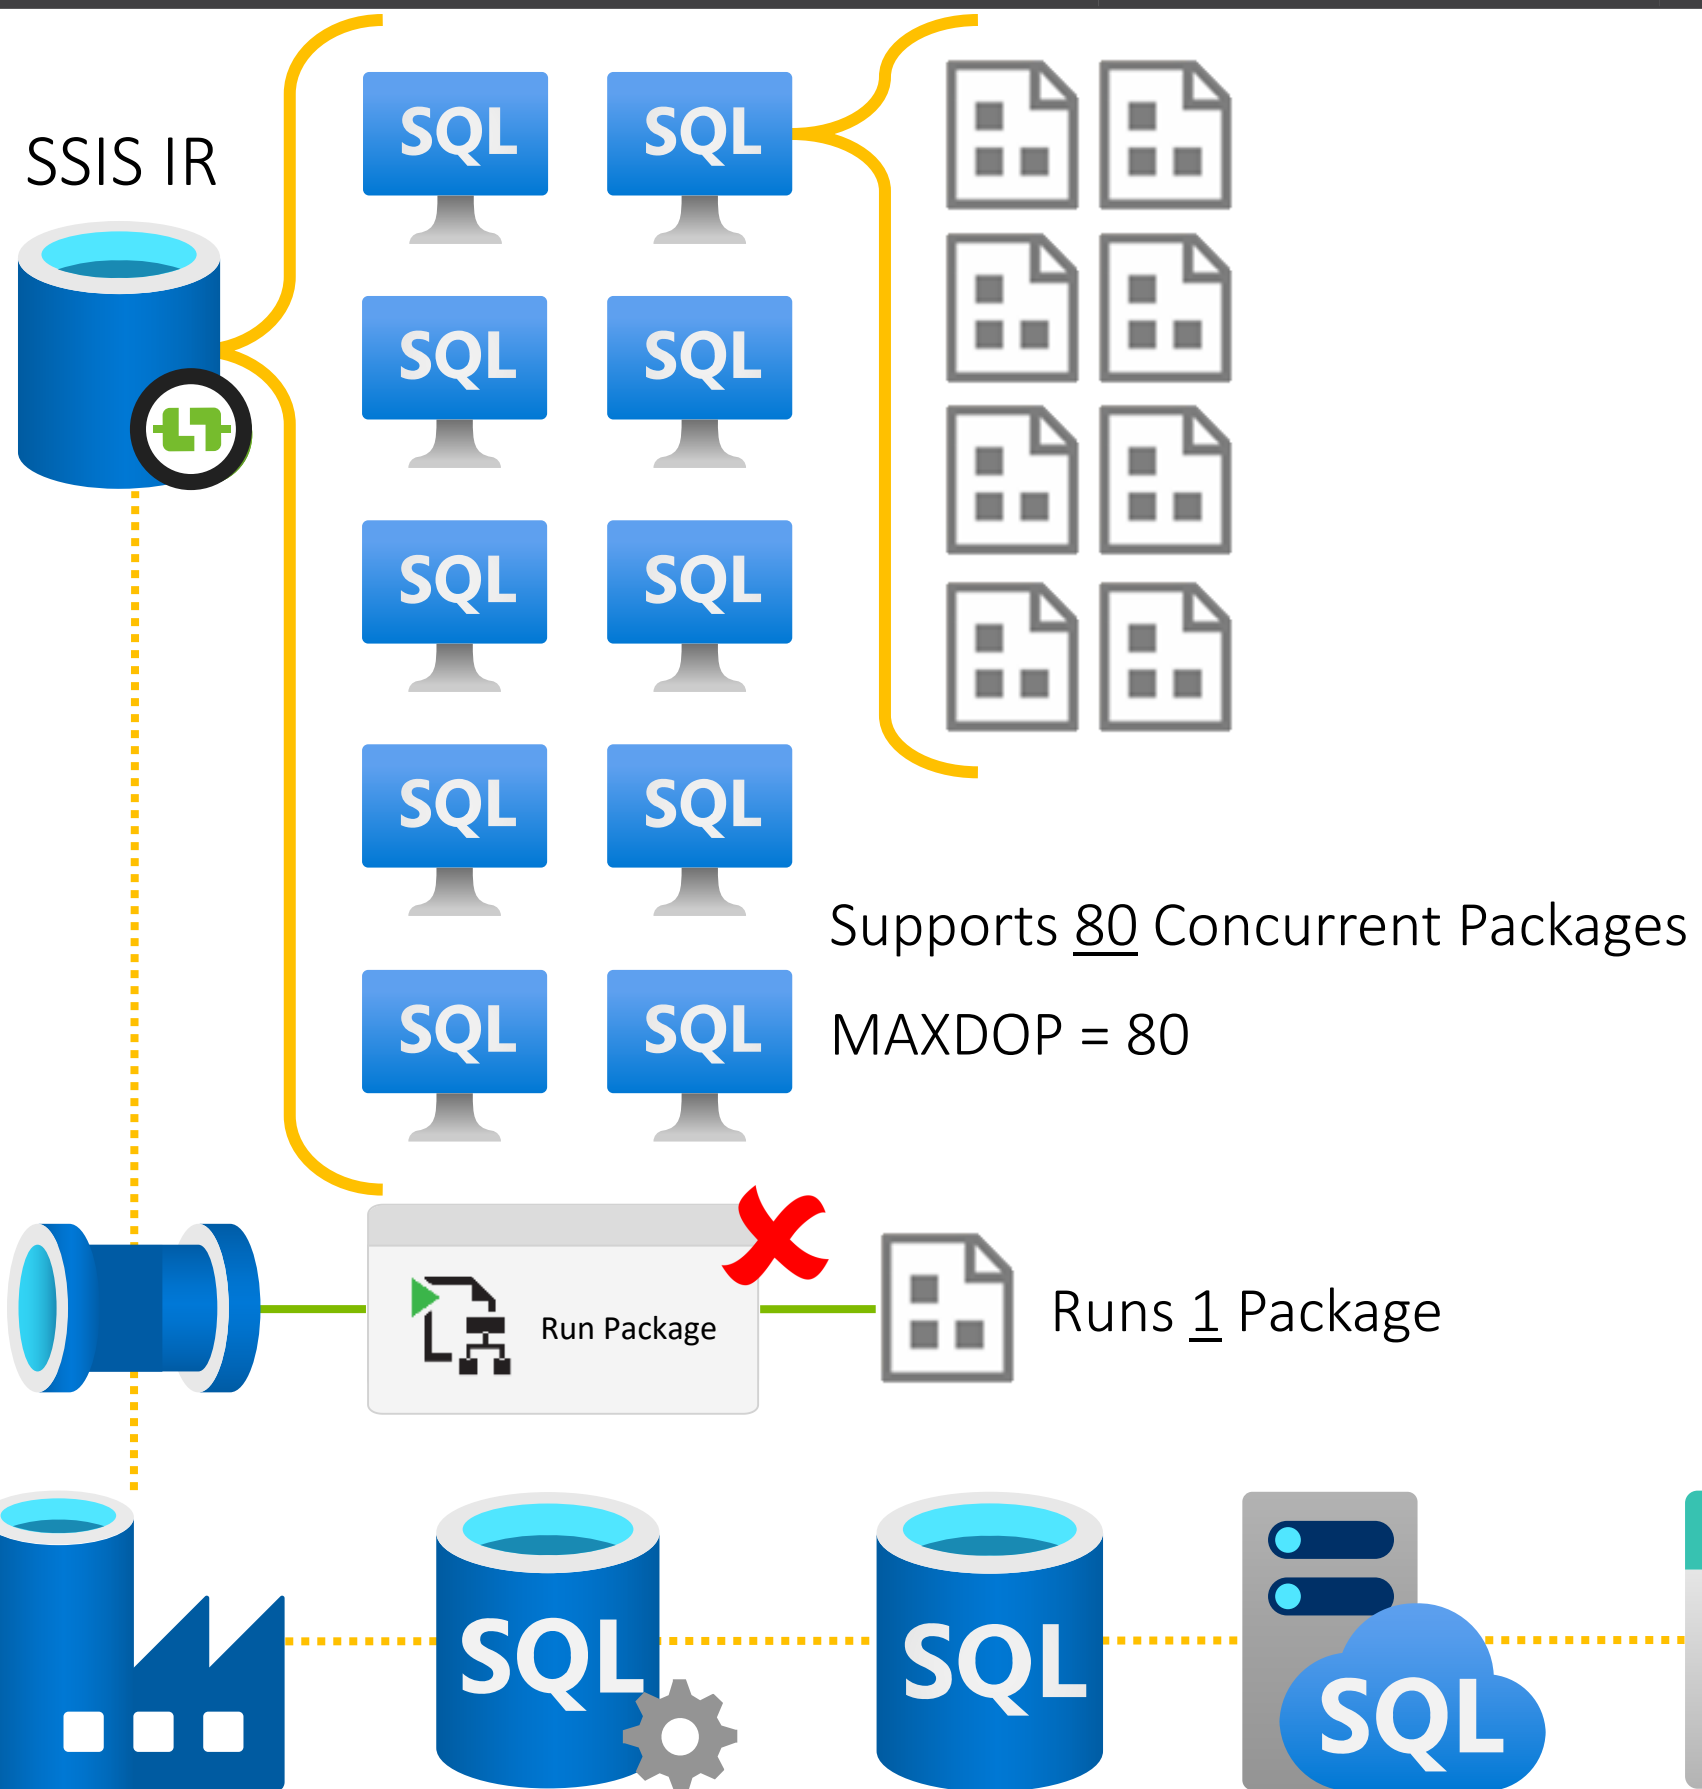 SSIS IR
SQL SQL
SQL SQL
SQL SQL
SQL SQL
SQL SQL
Supports 80 Concurrent Packages
MAXDOP = 80
Run Package
Runs 1 Package
SQL SQL SQL